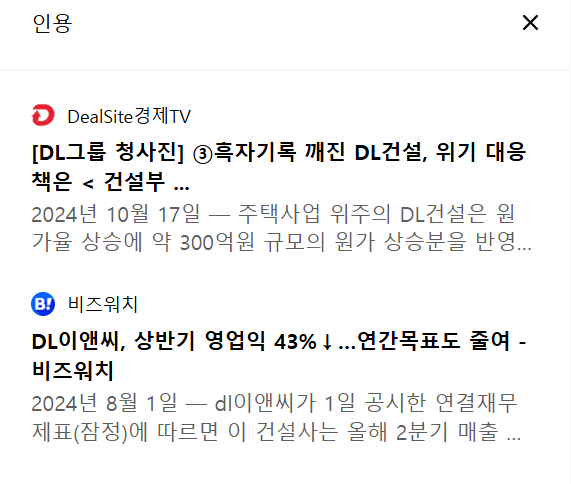 인용
DealSite경제TV
[DL그룹 청사진] ③흑자기록 깨진 DL건설, 위기 대응
책은 < 건설부 ...
2024년 10월 17일 — 주택사업 위주의 DL건설은 원
가율 상승에 약 300억원 규모의 원가 상승분을 반영...
비즈워치
DL이앤씨, 상반기 영업익 43%↓...연간목표도 줄여 -
비즈워치
2024년 8월 1일 — dl이앤씨가 1일 공시한 연결재무
제표(잠정)에 따르면 이 건설사는 올해 2분기 매출 ...